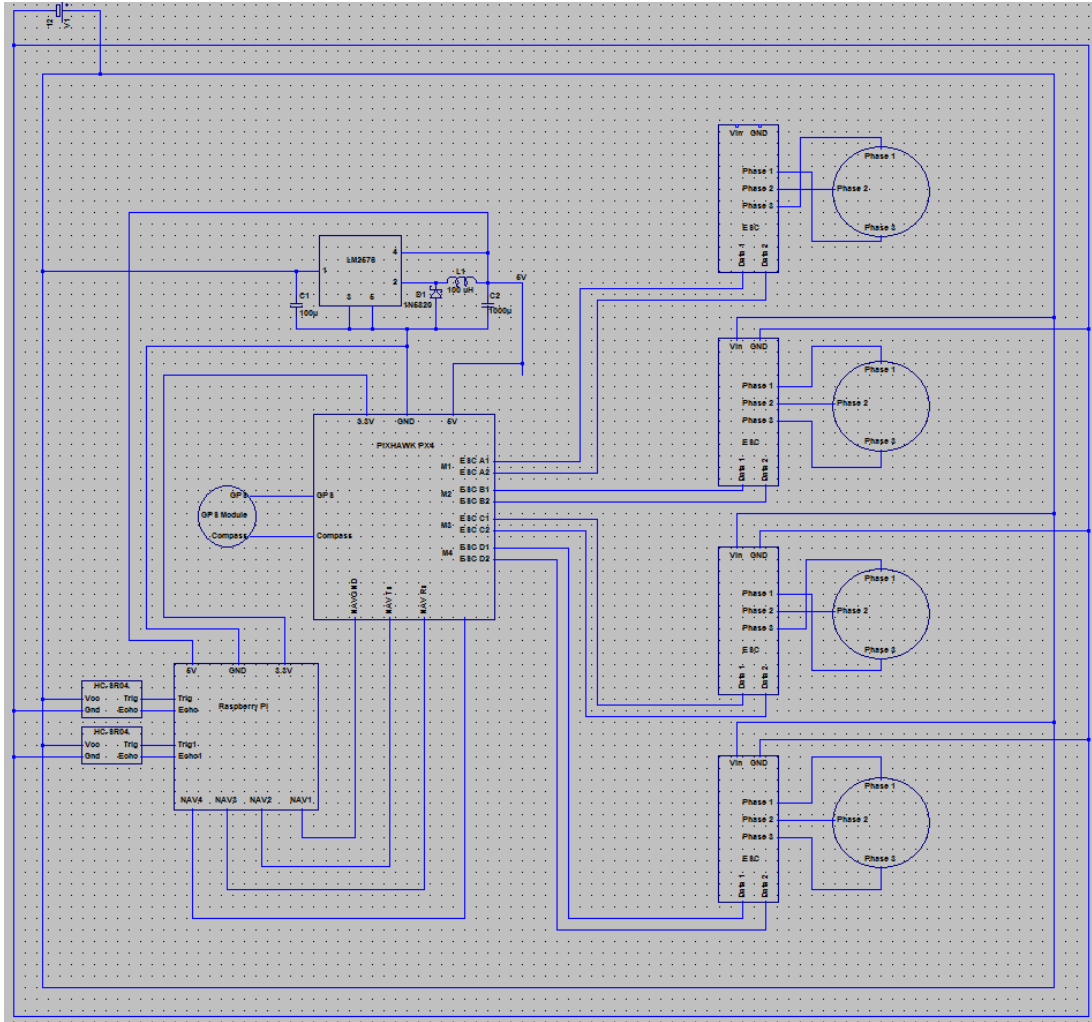 12
V1
Vin GND
Phase 1
Phase 2
Phase 3
ESC
Data 1
Data 2
Phase 1
Phase 2
Phase 3
LM2576
1
4
2
3
5
C1
100µ
D1
1N5820
L1
100 uH
C2
1000µ
5V
Vin GND
Phase 1
Phase 2
Phase 3
ESC
Data 1
Data 2
Phase 1
Phase 2
Phase 3
3.3V GND 5V
PIXHAWK PX4
M1
ESC A1
ESC A2
M2
ESC B1
ESC B2
M3
ESC C1
ESC C2
M4
ESC D1
ESC D2
GPS
Compass
NAVGND
NAV Tx
NAV Rx
GPS
GPS Module
Compass
Vin GND
Phase 1
Phase 2
Phase 3
ESC
Data 1
Data 2
Phase 1
Phase 2
Phase 3
5V GND 3.3V
Raspberry Pi
Trig
Echo
Trig1
Echo1
NAV4 NAV3 NAV2 NAV1
HC-SR04
Vcc Trig
Gnd Echo
HC-SR04
Vcc Trig
Gnd Echo
Vin GND
Phase 1
Phase 2
Phase 3
ESC
Data 1
Data 2
Phase 1
Phase 2
Phase 3